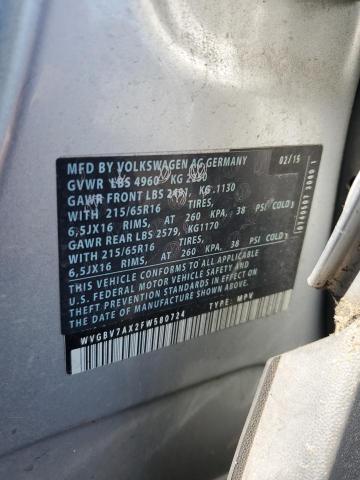 MFD BY VOLKSWAGEN AG GERMANY 02/15
GVWR LBS 4960 KG
GAWR FRONT LBS 2491, KG .1130
WITH 215/65R16 TIRES,
6,5JX16 RIMS, AT 260 KPA, 38 PSI COLD
GAWR REAR LBS 2579, KG1170
WITH 215/65R16 TIRES,
6,5JX16 RIMS, AT 260 KPA, 38 PSI COLD
THIS VEHICLE CONFORMS TO ALL APPLICABLE
U.S. FEDERAL MOTOR VEHICLE SAFETY AND
THEFT PREVENTION STANDARDS IN EFFECT ON
THE DATE OF MANUFACTURE SHOWN ABOVE.
WVGBV7AX2FW580724 TYPE: MPV